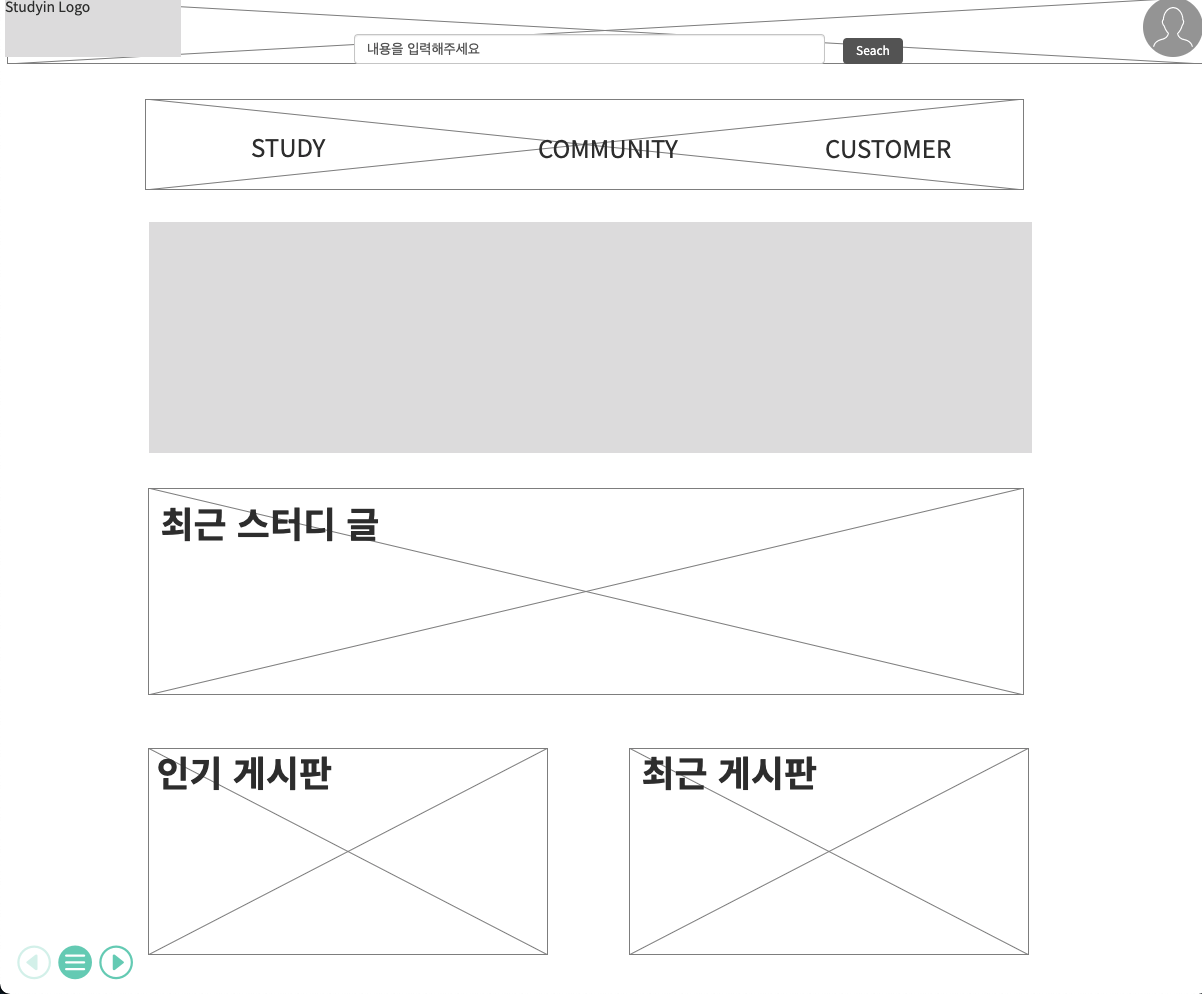 Studyin Logo
내용을 입력해주세요
Seach
STUDY
COMMUNITY
CUSTOMER
최근 스터디 글
인기 게시판
최근 게시판